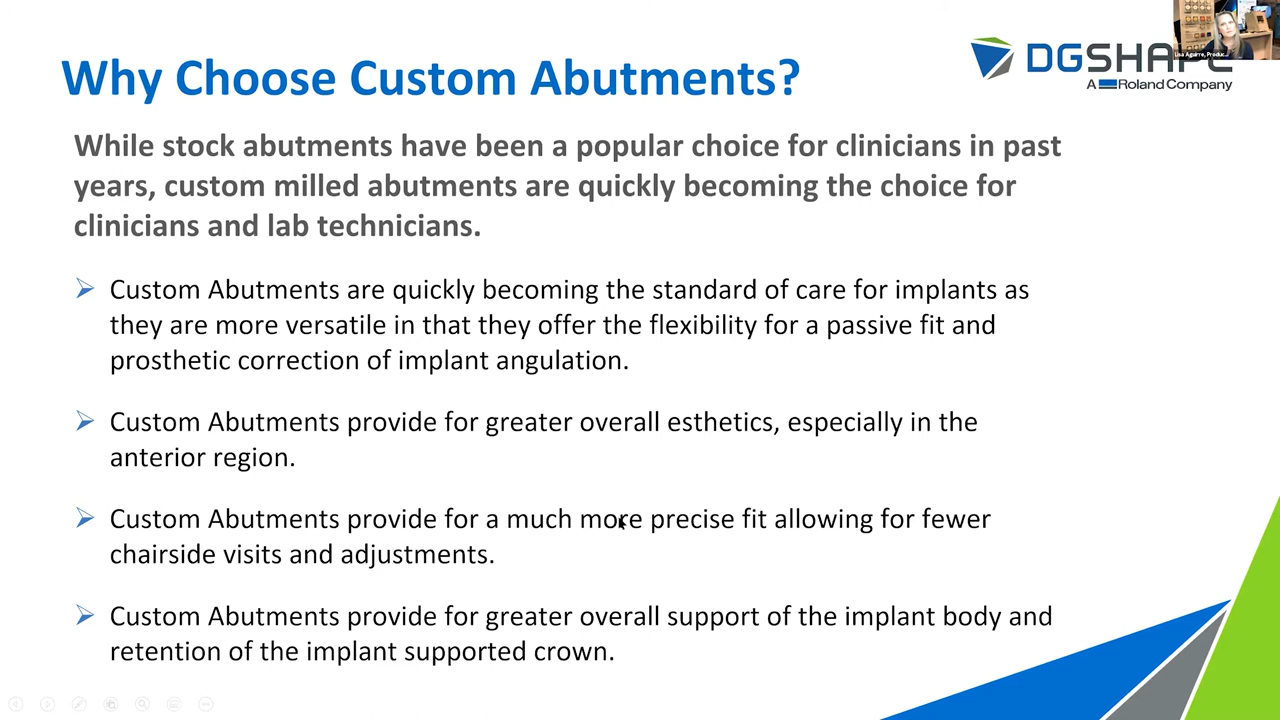 Why Choose Custom Abutments?
DGSHAPE
A Roland Company
Lisa Aguirre, Produc...
While stock abutments have been a popular choice for clinicians in past
years, custom milled abutments are quickly becoming the choice for
clinicians and lab technicians.
Custom Abutments are quickly becoming the standard of care for implants as
they are more versatile in that they offer the flexibility for a passive fit and
prosthetic correction of implant angulation.
Custom Abutments provide for greater overall esthetics, especially in the
anterior region.
Custom Abutments provide for a much more precise fit allowing for fewer
chairside visits and adjustments.
Custom Abutments provide for greater overall support of the implant body and
retention of the implant supported crown.